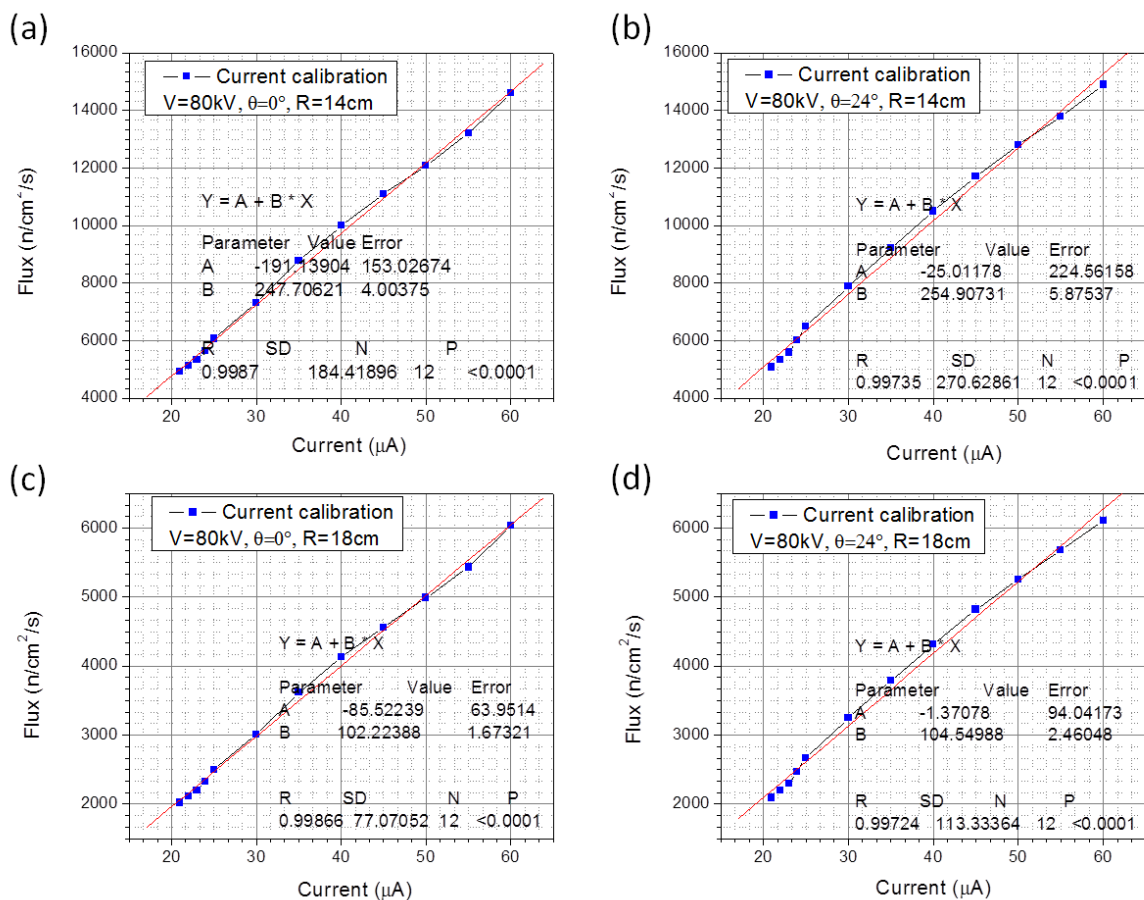 (a)
16000
14000
12000
10000
8000
6000
4000
Flux (n/cm²/s)
Current calibration
V=80kV, θ=0°, R=14cm
Y = A + B * X
Parameter Value Error
A -191.13904 153.02674
B 247.70621 4.00375
R SD N P
0.9987 184.41896 12 <0.0001
20 30 40 50 60
Current (μA)
(b)
16000
14000
12000
10000
8000
6000
4000
Flux (n/cm²/s)
Current calibration
V=80kV, θ=24°, R=14cm
Y = A + B * X
Parameter Value Error
A -25.01178 224.56158
B 254.90731 5.87537
R SD N P
0.99735 270.62861 12 <0.0001
20 30 40 50 60
Current (μA)
(c)
6000
5000
4000
3000
2000
Flux (n/cm²/s)
Current calibration
V=80kV, θ=0°, R=18cm
Y = A + B * X
Parameter Value Error
A -85.52239 63.9514
B 102.22388 1.67321
R SD N P
0.99866 77.07052 12 <0.0001
20 30 40 50 60
Current (μA)
(d)
6000
5000
4000
3000
2000
Flux (n/cm²/s)
Current calibration
V=80kV, θ=24°, R=18cm
Y = A + B * X
Parameter Value Error
A -1.37078 94.04173
B 104.54988 2.46048
R SD N P
0.99724 113.33364 12 <0.0001
20 30 40 50 60
Current (μA)